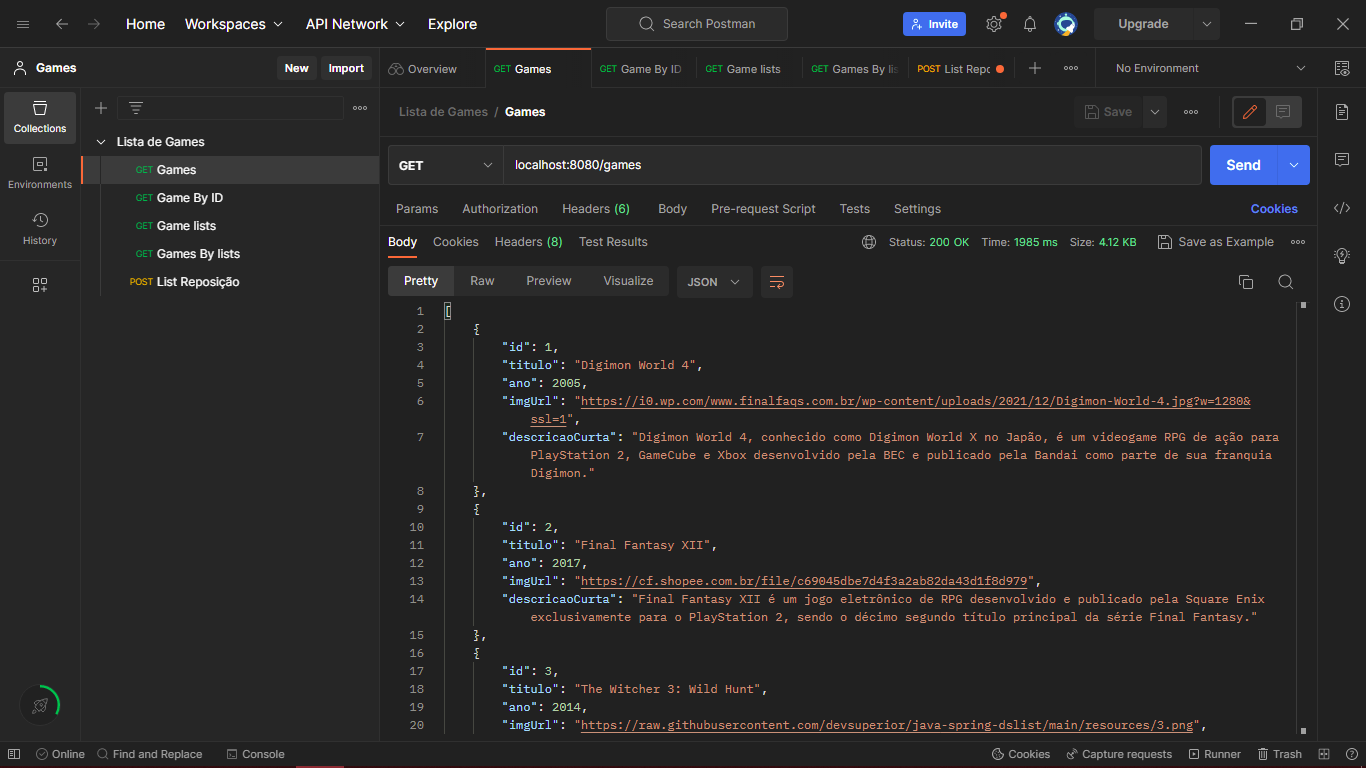 Home Workspaces API Network Explore Search Postman Invite Upgrade
Games New Import
Overview GET Games GET Game By ID GET Game lists GET Games By lis POST List Repo No Environment
Collections
Environments
History
Lista de Games
GET Games
GET Game By ID
GET Game lists
GET Games By lists
POST List Reposição
Lista de Games / Games Save
GET localhost:8080/games Send
Params Authorization Headers (6) Body Pre-request Script Tests Settings Cookies
Body Cookies Headers (8) Test Results Status: 200 OK Time: 1985 ms Size: 4.12 KB Save as Example
Pretty Raw Preview Visualize JSON
1 [
2 {
3 "id": 1,
4 "titulo": "Digimon World 4",
5 "ano": 2005,
6 "imgUrl": "https://i0.wp.com/www.finalfaqs.com.br/wp-content/uploads/2021/12/Digimon-World-4.jpg?w=1280&
ssl=1",
7 "descricaoCurta": "Digimon World 4, conhecido como Digimon World X no Japão, é um videogame RPG de ação para
PlayStation 2, GameCube e Xbox desenvolvido pela BEC e publicado pela Bandai como parte de sua franquia
Digimon."
8 },
9 {
10 "id": 2,
11 "titulo": "Final Fantasy XII",
12 "ano": 2017,
13 "imgUrl": "https://cf.shopee.com.br/file/c69045dbe7d4f3a2ab82da43d1f8d979",
14 "descricaoCurta": "Final Fantasy XII é um jogo eletrônico de RPG desenvolvido e publicado pela Square Enix
exclusivamente para o PlayStation 2, sendo o décimo segundo título principal da série Final Fantasy."
15 },
16 {
17 "id": 3,
18 "titulo": "The Witcher 3: Wild Hunt",
19 "ano": 2014,
20 "imgUrl": "https://raw.githubusercontent.com/devsuperior/java-spring-dslist/main/resources/3.png",
Online Find and Replace Console Cookies Capture requests Runner Trash